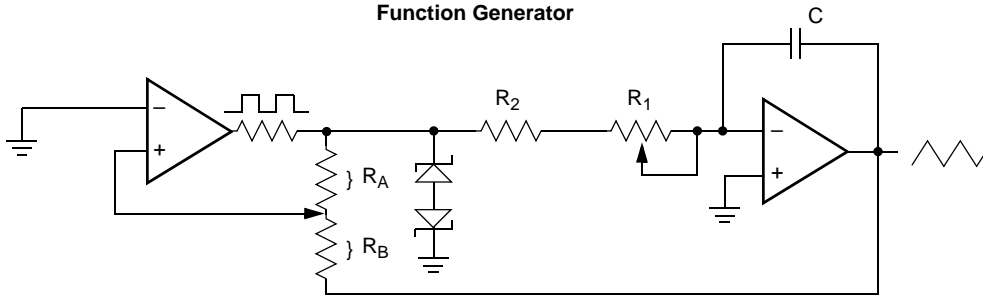 Function Generator
C
R2
R1
−
+
} RA
} RB
−
+